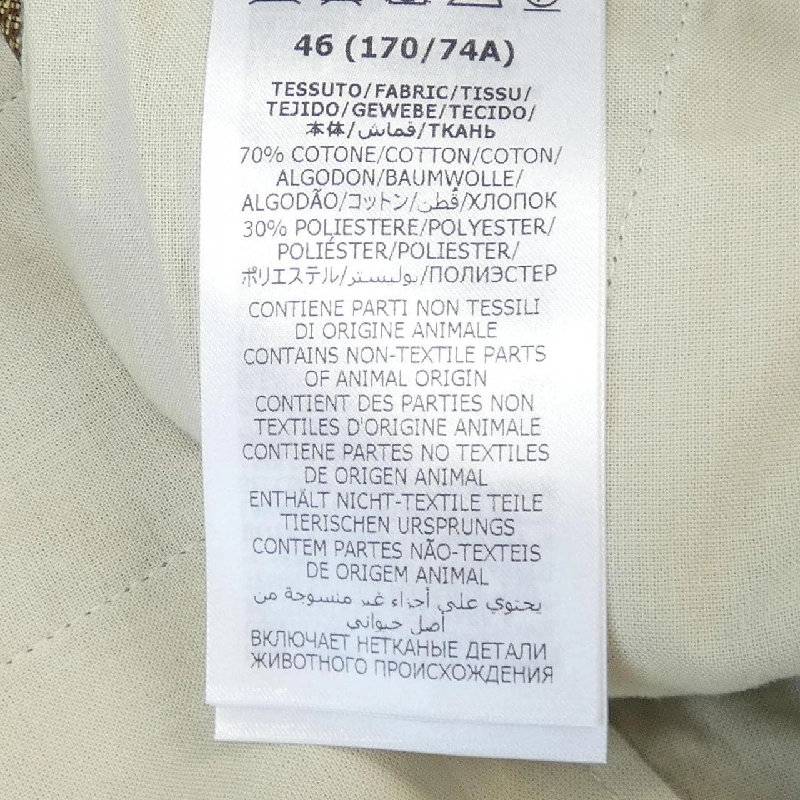 46 (170/74A)
TESSUTO/FABRIC/TISSU/
TEJIDO/GEWEBE/TECIDO/
本体/قماش/ТКАНЬ
70% COTONE/COTTON/COTON/
ALGODON/BAUMWOLLE/
ALGODÃO/コットン/قُطن/ХЛОПОК
30% POLIESTERE/POLYESTER/
POLIÉSTER/POLIESTER/
ポリエステル/بوليستر/ПОЛИЭСТЕР
CONTIENE PARTI NON TESSILI
DI ORIGINE ANIMALE
CONTAINS NON-TEXTILE PARTS
OF ANIMAL ORIGIN
CONTIENT DES PARTIES NON
TEXTILES D'ORIGINE ANIMALE
CONTIENE PARTES NO TEXTILES
DE ORIGEN ANIMAL
ENTHÄLT NICHT-TEXTILE TEILE
TIERISCHEN URSPRUNGS
CONTEM PARTES NÃO-TEXTEIS
DE ORIGEM ANIMAL
يحتوي على أجزاء غير منسوجة من
أصل حيواني
ВКЛЮЧАЕТ НЕТКАНЫЕ ДЕТАЛИ
ЖИВОТНОГО ПРОИСХОЖДЕНИЯ